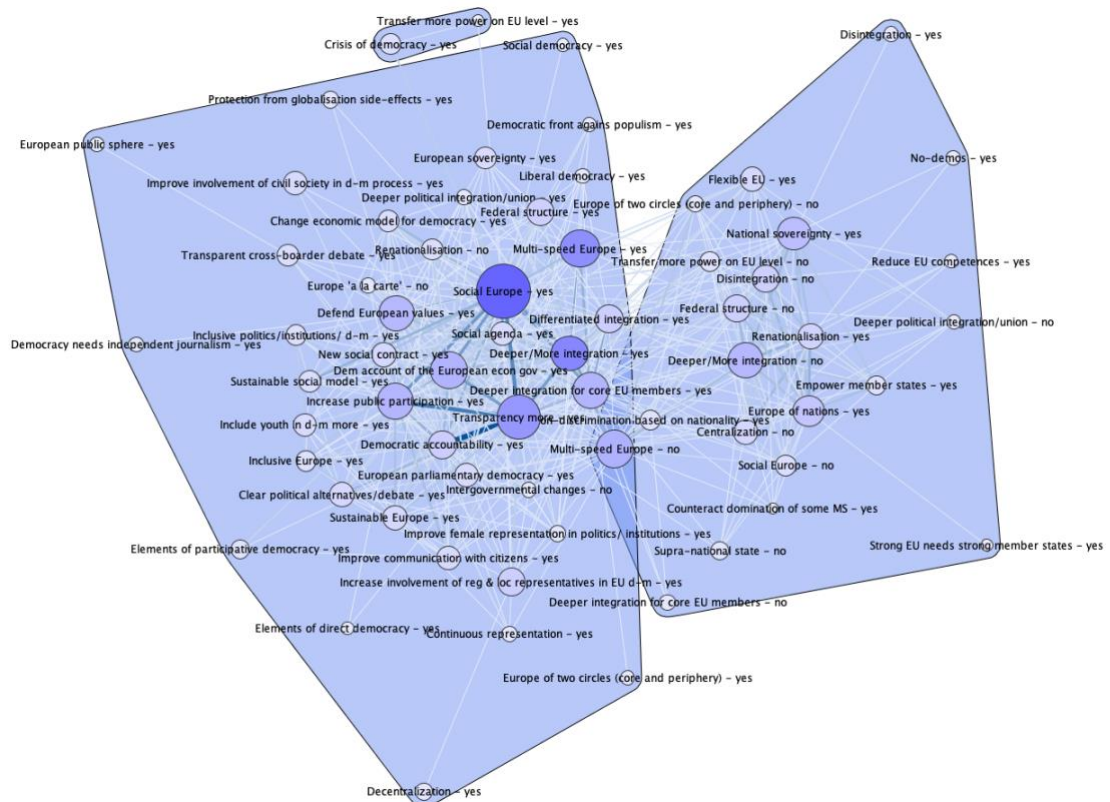 Transfer more power on EU level – yes
Disintegration – yes
Crisis of democracy – yes
Social democracy – yes
Protection from globalisation side-effects – yes
Democratic front agains populism – yes
European public sphere – yes
European sovereignty – yes
No-demos – yes
Liberal democracy – yes
Flexible EU – yes
Improve involvement of civil society in d-m process – yes
Deeper political integration/union – yes
Europe of two circles (core and periphery) – no
Federal structure – yes
Change economic model for democracy – yes
National sovereignty – yes
Renationalisation – no
Multi-speed Europe – yes
Transparent cross-boarder debate – yes
Transfer more power on EU level – no
Reduce EU competences – yes
Disintegration – no
Europe 'a la carte' – no
Social Europe – yes
Defend European values – yes
Federal structure – no
Differentiated integration – yes
Deeper political integration/union – no
Inclusive politics/institutions/ d-m – yes
Social agenda – yes
Renationalisation – yes
Democracy needs independent journalism – yes
New social contract – yes
Deeper/More integration – yes
Deeper/More integration – no
Dem account of the European econ gov – yes
Sustainable social model – yes
Empower member states – yes
Deeper integration for core EU members – yes
Increase public participation – yes
Europe of nations – yes
Transparency more – yes
on-discrimination based on nationality – yes
Include youth in d-m more – yes
Centralization – no
Democratic accountability – yes
Multi-speed Europe – no
Inclusive Europe – yes
Social Europe – no
European parliamentary democracy – yes
Intergovernmental changes – no
Clear political alternatives/debate – yes
Counteract domination of some MS – yes
Sustainable Europe – yes
Improve female representation in politics/ institutions – yes
Strong EU needs strong member states – yes
Elements of participative democracy – yes
Supra-national state – no
Improve communication with citizens – yes
Increase involvement of reg & loc representatives in EU d-m – yes
Deeper integration for core EU members – no
Elements of direct democracy – yes
Continuous representation – yes
Europe of two circles (core and periphery) – yes
Decentralization – yes